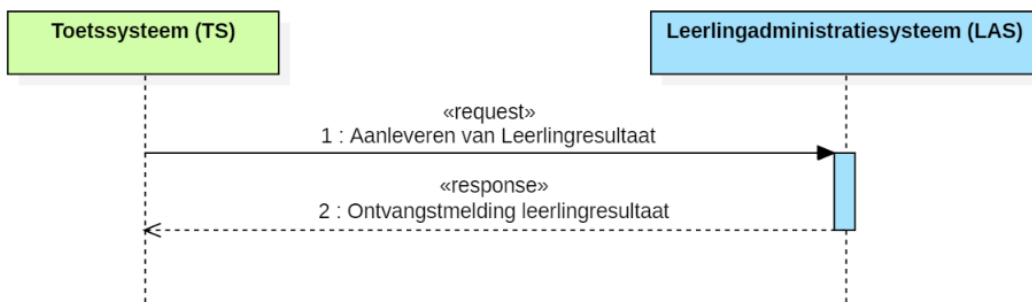 Toetssysteem (TS)
Leerlingadministratiesysteem (LAS)
«request»
1 : Aanleveren van Leerlingresultaat
«response»
2 : Ontvangstmelding leerlingresultaat